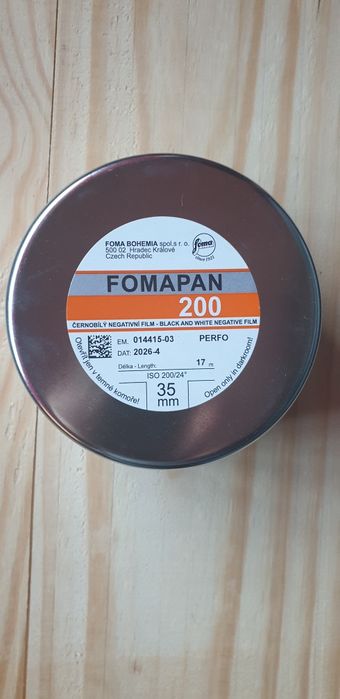 FOMA BOHEMIA spol.s r. o.
500 02 Hradec Králové
Czech Republic
foma
since 1921
FOMAPAN
200
ČERNOBÍLÝ NEGATIVNÍ FILM - BLACK AND WHITE NEGATIVE FILM
EM. 014415-03 PERFO
DAT: 2026-4
Délka - Length: 17 m
ISO 200/24°
35
mm
Otevřít jen v temné komoře!
Open only in darkroom!